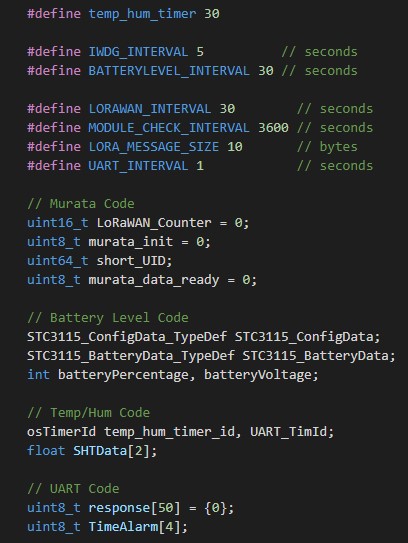 #define temp_hum_timer 30
#define IWDG_INTERVAL 5 // seconds
#define BATTERYLEVEL_INTERVAL 30 // seconds
#define LORAWAN_INTERVAL 30 // seconds
#define MODULE_CHECK_INTERVAL 3600 // seconds
#define LORA_MESSAGE_SIZE 10 // bytes
#define UART_INTERVAL 1 // seconds
// Murata Code
uint16_t LoRaWAN_Counter = 0;
uint8_t murata_init = 0;
uint64_t short_UID;
uint8_t murata_data_ready = 0;
// Battery Level Code
STC3115_ConfigData_TypeDef STC3115_ConfigData;
STC3115_BatteryData_TypeDef STC3115_BatteryData;
int batteryPercentage, batteryVoltage;
// Temp/Hum Code
osTimerId temp_hum_timer_id, UART_TimId;
float SHTData[2];
// UART Code
uint8_t response[50] = {0};
uint8_t TimeAlarm[4];